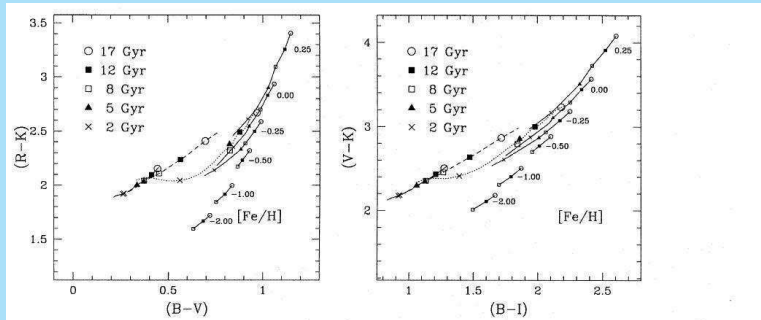 3.5
3
2.5
2
1.5
(R-K)
17 Gyr
12 Gyr
8 Gyr
5 Gyr
2 Gyr
0.25
0.00
-0.25
-0.50
-1.00
-2.00
[Fe/H]
0
0.5
1
(B-V)
4
3
2
(V-K)
17 Gyr
12 Gyr
8 Gyr
5 Gyr
2 Gyr
0.25
0.00
-0.25
-0.50
-1.00
-2.00
[Fe/H]
1
1.5
2
2.5
(B-I)